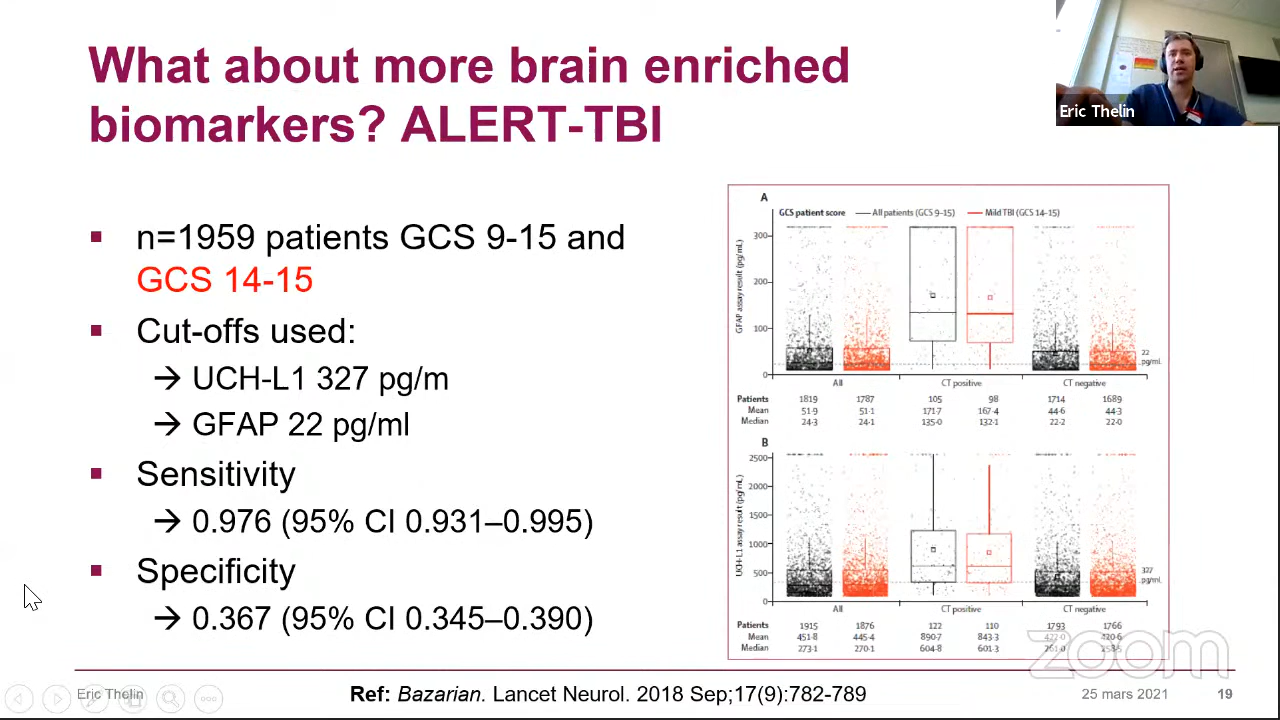 What about more brain enriched
biomarkers? ALERT-TBI
Eric Thelin
▪ n=1959 patients GCS 9-15 and
GCS 14-15
▪ Cut-offs used:
→ UCH-L1 327 pg/m
→ GFAP 22 pg/ml
▪ Sensitivity
→ 0.976 (95% CI 0.931–0.995)
▪ Specificity
→ 0.367 (95% CI 0.345–0.390)
A
GCS patient score — All patients (GCS 9-15) — Mild TBI (GCS 14-15)
GFAP assay result (pg/mL)
300
200
100
0
22
pg/mL
All CT positive CT negative
Patients 1819 1787 105 98 1714 1689
Mean 51·9 51·1 171·7 167·4 44·6 44·3
Median 24·3 24·1 135·0 132·1 22·2 22·0
B
UCH-L1 assay result (pg/mL)
2500
2000
1500
1000
500
0
327
pg/mL
All CT positive CT negative
Patients 1915 1876 122 110 1793 1766
Mean 451·8 445·4 890·7 843·3 422·0 420·6
Median 273·1 270·1 604·8 601·3 261·0 258·5
zoom
Eric Thelin
Ref: Bazarian. Lancet Neurol. 2018 Sep;17(9):782-789
25 mars 2021
19